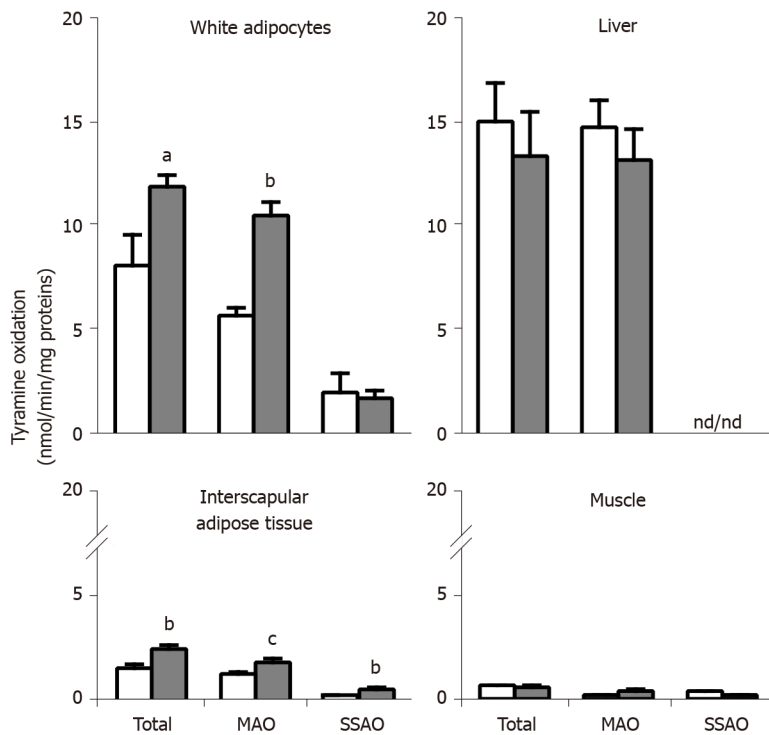 20
15
10
5
0
White adipocytes
a
b
20
15
10
5
0
Liver
nd/nd
Tyramine oxidation
(nmol/min/mg proteins)
20
5
0
Interscapular
adipose tissue
b
c
b
Total MAO SSAO
20
5
0
Muscle
Total MAO SSAO